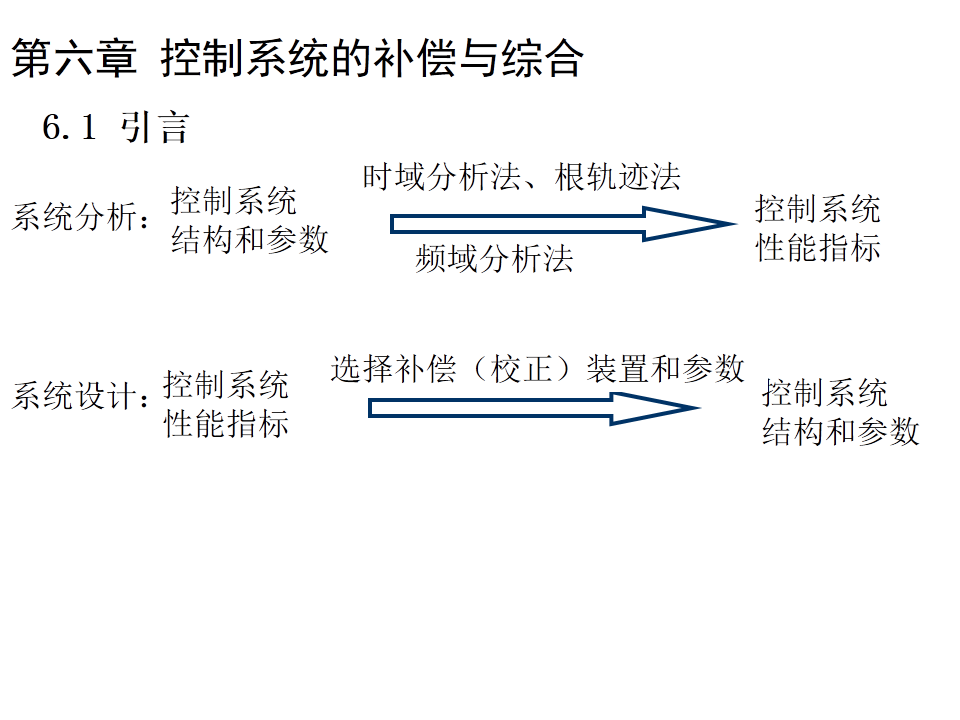 第六章 控制系统的补偿与综合
6.1 引言
系统分析：
控制系统
结构和参数
时域分析法、根轨迹法
频域分析法
控制系统
性能指标
系统设计：
控制系统
性能指标
选择补偿（校正）装置和参数
控制系统
结构和参数